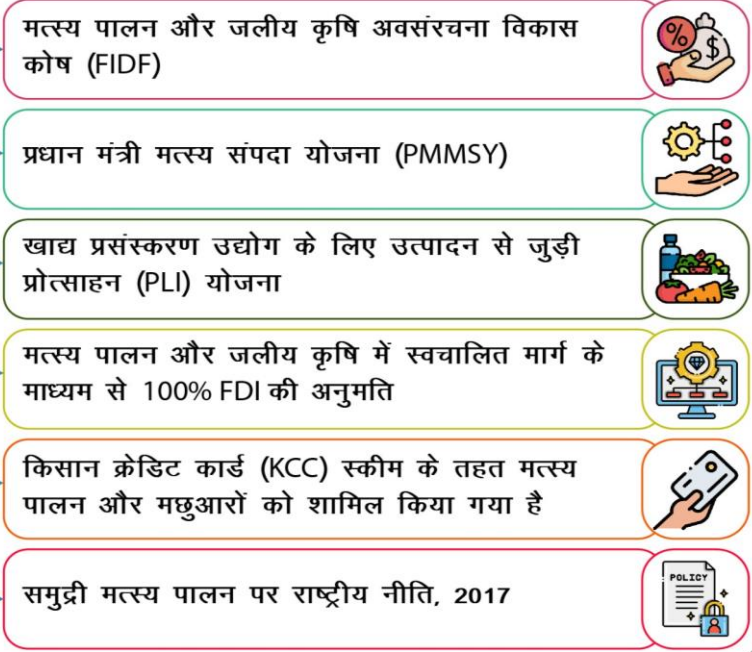 मत्स्य पालन और जलीय कृषि अवसंरचना विकास
कोष (FIDF)
प्रधान मंत्री मत्स्य संपदा योजना (PMMSY)
खाद्य प्रसंस्करण उद्योग के लिए उत्पादन से जुड़ी
प्रोत्साहन (PLI) योजना
मत्स्य पालन और जलीय कृषि में स्वचालित मार्ग के
माध्यम से 100% FDI की अनुमति
किसान क्रेडिट कार्ड (KCC) स्कीम के तहत मत्स्य
पालन और मछुआरों को शामिल किया गया है
समुद्री मत्स्य पालन पर राष्ट्रीय नीति, 2017
POLICY